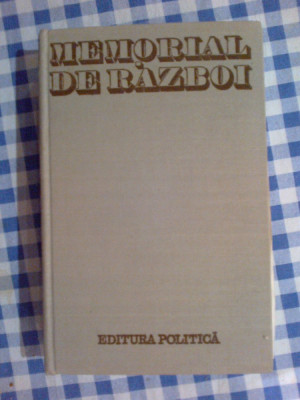 MEMORIAL
DE RĂZBOI
EDITURA POLITICĂ